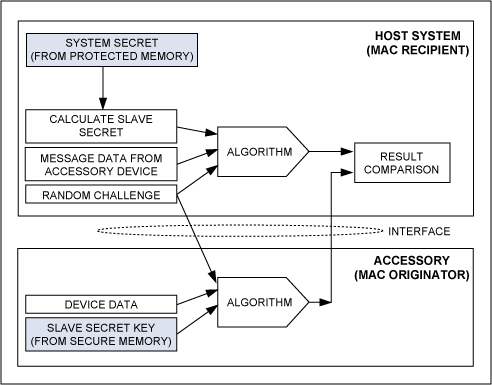 HOST SYSTEM
(MAC RECIPIENT)
SYSTEM SECRET
(FROM PROTECTED MEMORY)
CALCULATE SLAVE
SECRET
MESSAGE DATA FROM
ACCESSORY DEVICE
RANDOM CHALLENGE
ALGORITHM
RESULT
COMPARISON
INTERFACE
ACCESSORY
(MAC ORIGINATOR)
DEVICE DATA
SLAVE SECRET KEY
(FROM SECURE MEMORY)
ALGORITHM